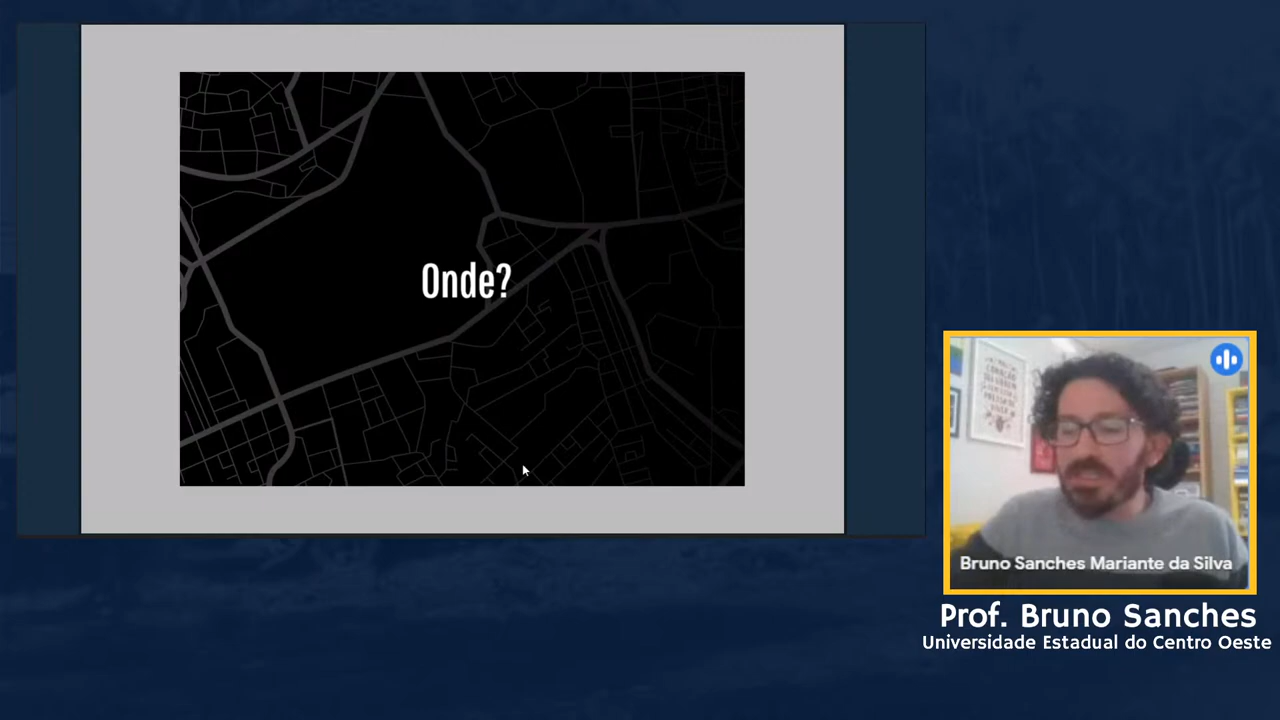 Onde?
Bruno Sanches Mariante da Silva
Prof. Bruno Sanches
Universidade Estadual do Centro Oeste